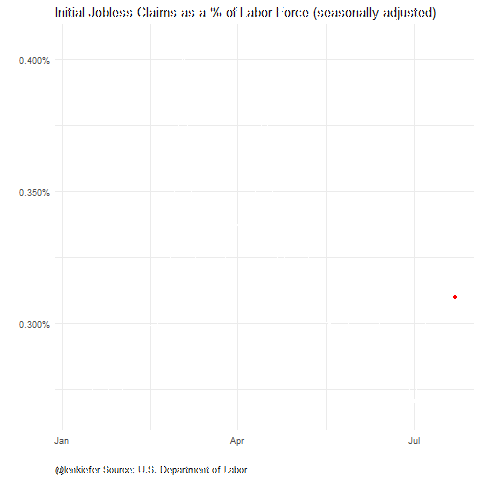 Initial Jobless Claims as a % of Labor Force (seasonally adjusted)
0.400%
0.350%
0.300%
Jan
Apr
Jul
@lenkiefer Source: U.S. Department of Labor